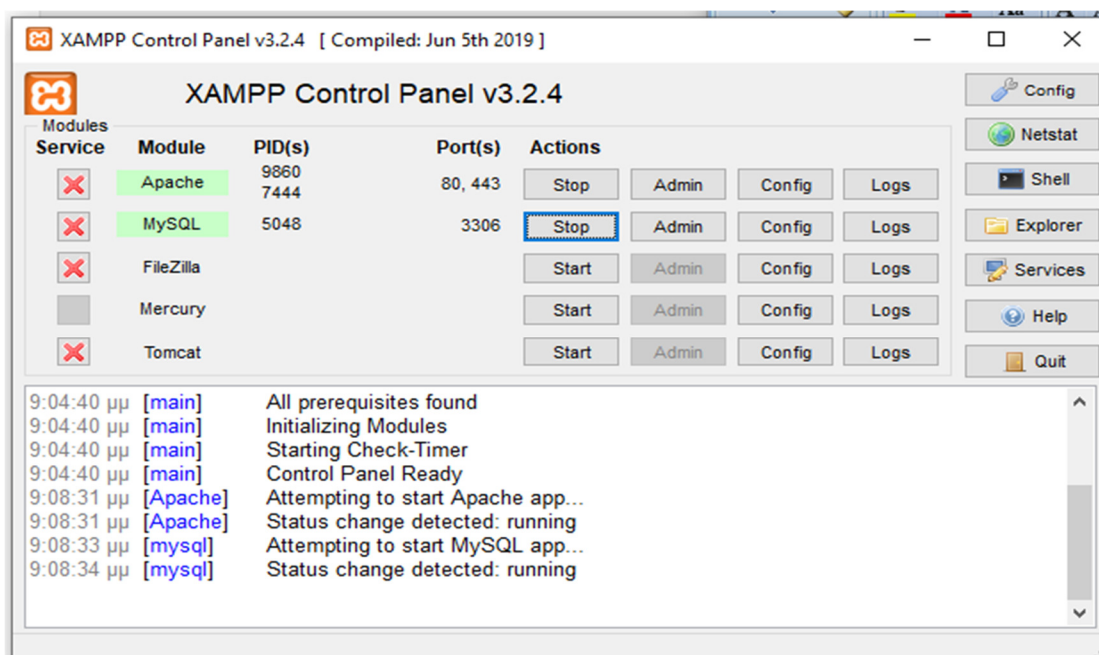 XAMPP Control Panel v3.2.4 [ Compiled: Jun 5th 2019 ]
XAMPP Control Panel v3.2.4
Config
Modules
Netstat
Service Module PID(s) Port(s) Actions
Apache 9860 7444 80, 443 Stop Admin Config Logs
Shell
MySQL 5048 3306 Stop Admin Config Logs
Explorer
FileZilla Start Admin Config Logs
Services
Mercury Start Admin Config Logs
Help
Tomcat Start Admin Config Logs
Quit
9:04:40 μμ [main] All prerequisites found
9:04:40 μμ [main] Initializing Modules
9:04:40 μμ [main] Starting Check-Timer
9:04:40 μμ [main] Control Panel Ready
9:08:31 μμ [Apache] Attempting to start Apache app...
9:08:31 μμ [Apache] Status change detected: running
9:08:33 μμ [mysql] Attempting to start MySQL app...
9:08:34 μμ [mysql] Status change detected: running